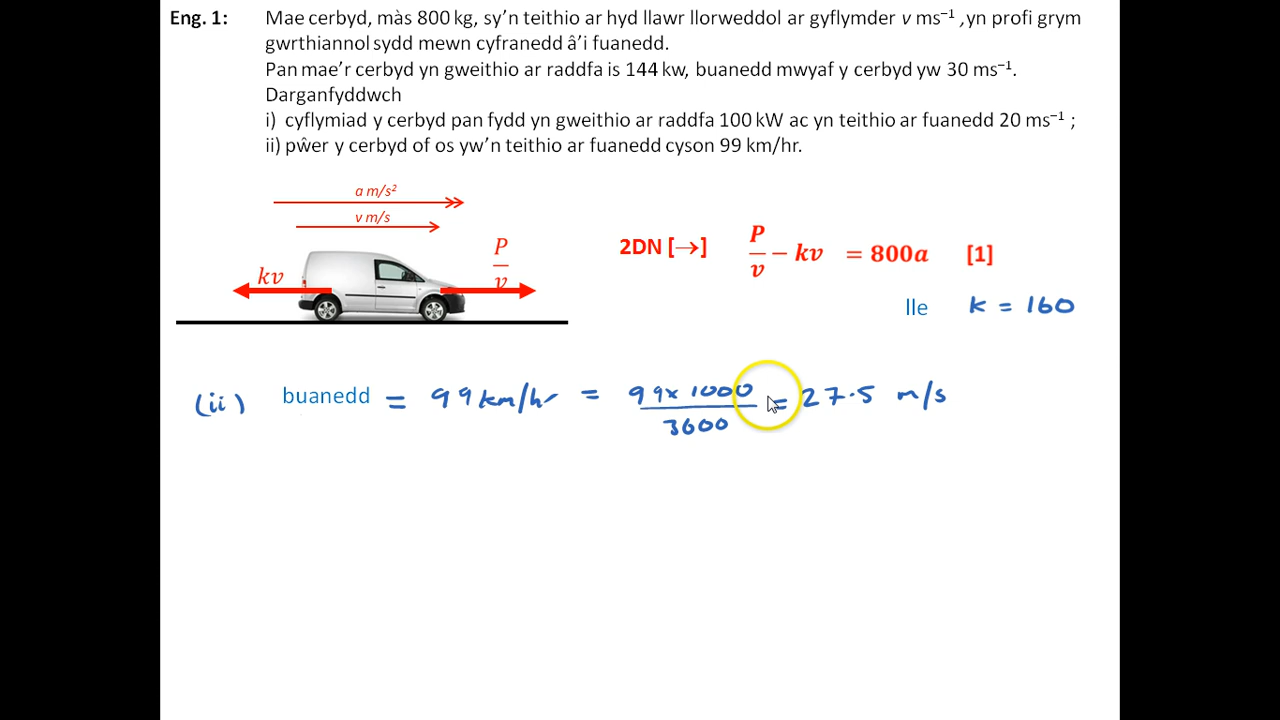 Eng. 1: Mae cerbyd, màs 800 kg, sy'n teithio ar hyd llawr llorweddol ar gyflymder v ms⁻¹ ,yn profi grym
gwrthiannol sydd mewn cyfranedd â'i fuanedd.
Pan mae'r cerbyd yn gweithio ar raddfa is 144 kw, buanedd mwyaf y cerbyd yw 30 ms⁻¹.
Darganfyddwch
i) cyflymiad y cerbyd pan fydd yn gweithio ar raddfa 100 kW ac yn teithio ar fuanedd 20 ms⁻¹ ;
ii) pŵer y cerbyd of os yw'n teithio ar fuanedd cyson 99 km/hr.
a m/s²
v m/s
kv
P/v
2DN [→] P/v − kv = 800a [1]
lle k = 160
(ii) buanedd = 99 km/hr = 99 x 1000/3600 = 27.5 m/s